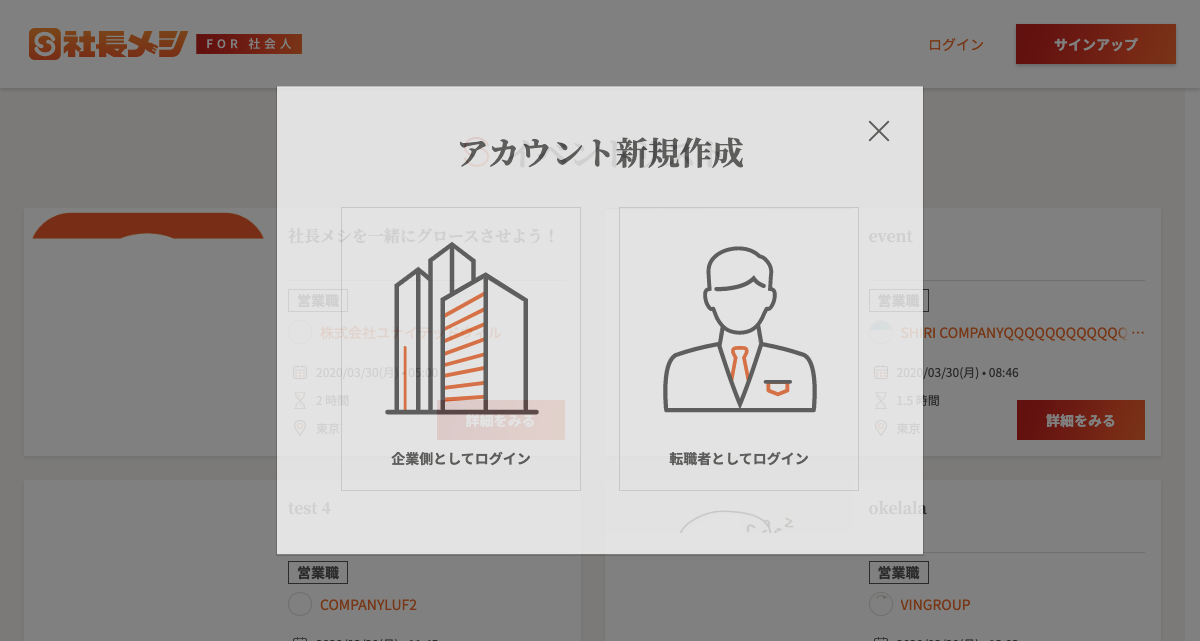 社長メシ FOR 社会人
ログイン
サインアップ
アカウント新規作成
企業側としてログイン
転職者としてログイン
社長メシを一緒にグロースさせよう！
営業職
2020/03/30(月) • 05:00
2 時間
東京
詳細をみる
event
営業職
SHIRI COMPANYQQQQQQQQQQQQ …
2020/03/30(月) • 08:46
1.5 時間
東京
詳細をみる
test 4
営業職
COMPANYLUF2
okelala
営業職
VINGROUP